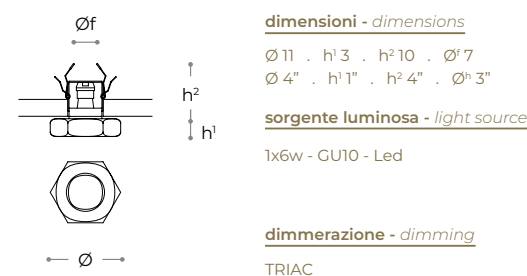 Øf
h²
h¹
Ø
dimensioni - dimensions
Ø 11 . h¹ 3 . h² 10 . Øᶠ 7
Ø 4” . h¹ 1” . h² 4” . Øʰ 3”
sorgente luminosa - light source
1x6w - GU10 - Led
dimmerazione - dimming
TRIAC